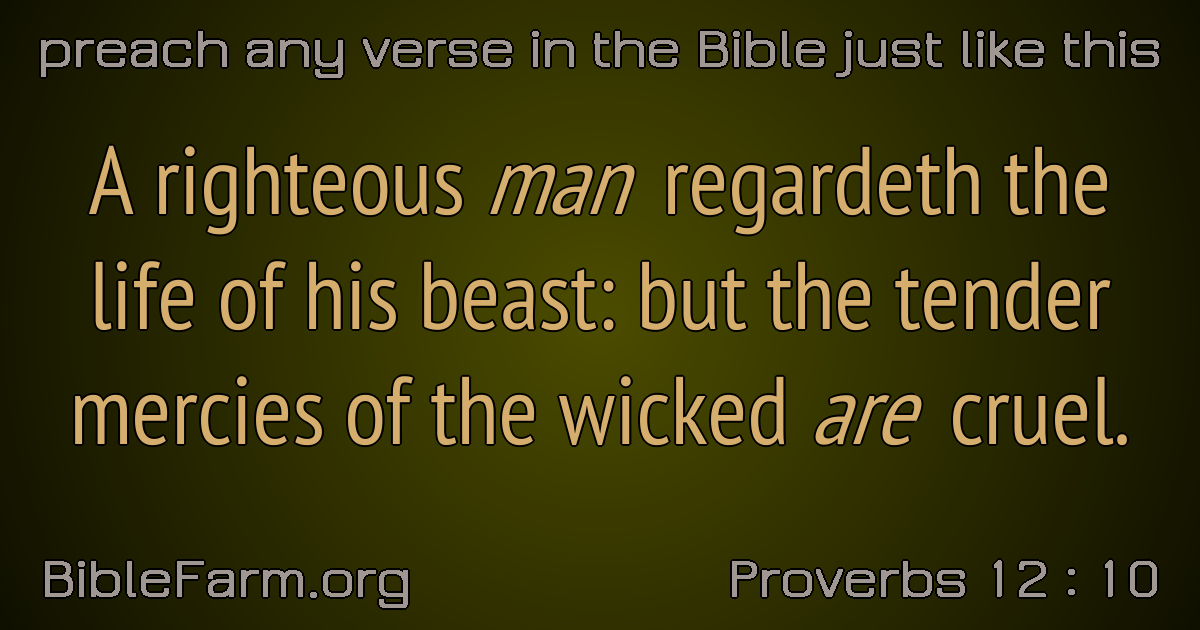 preach any verse in the Bible just like this
A righteous man regardeth the
life of his beast: but the tender
mercies of the wicked are cruel.
BibleFarm.org
Proverbs 12 : 10